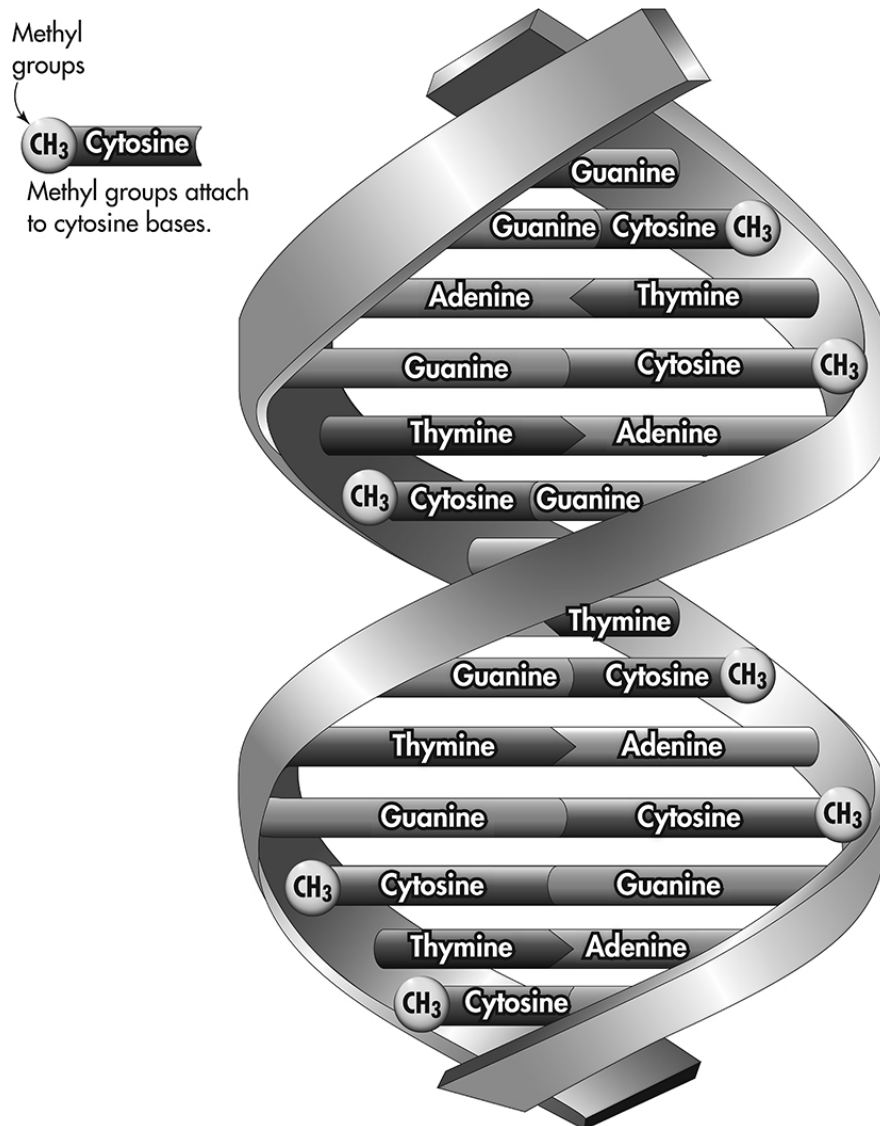 Methyl
groups
CH3 Cytosine
Methyl groups attach
to cytosine bases.
Guanine
Guanine Cytosine CH3
Adenine Thymine
Guanine Cytosine CH3
Thymine Adenine
CH3 Cytosine Guanine
Thymine
Guanine Cytosine CH3
Thymine Adenine
Guanine Cytosine CH3
CH3 Cytosine Guanine
Thymine Adenine
CH3 Cytosine